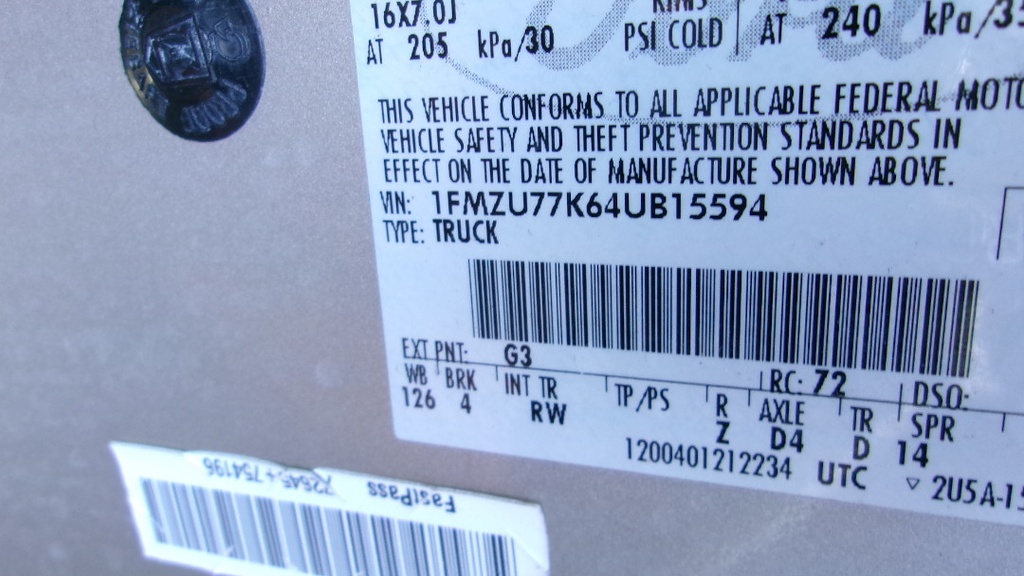 16X7.0J
AT 205 kPa/30 PSI COLD AT 240 kPa/35
THIS VEHICLE CONFORMS TO ALL APPLICABLE FEDERAL MOTO
VEHICLE SAFETY AND THEFT PREVENTION STANDARDS IN
EFFECT ON THE DATE OF MANUFACTURE SHOWN ABOVE.
VIN: 1FMZU77K64UB15594
TYPE: TRUCK
EXT PNT: G3 RC: 72 DSO:
WB BRK INT TR TP/PS R AXLE TR SPR
126 4 RW Z D4 D 14
1200401212234 UTC ▽ 2U5A-15
FastPass